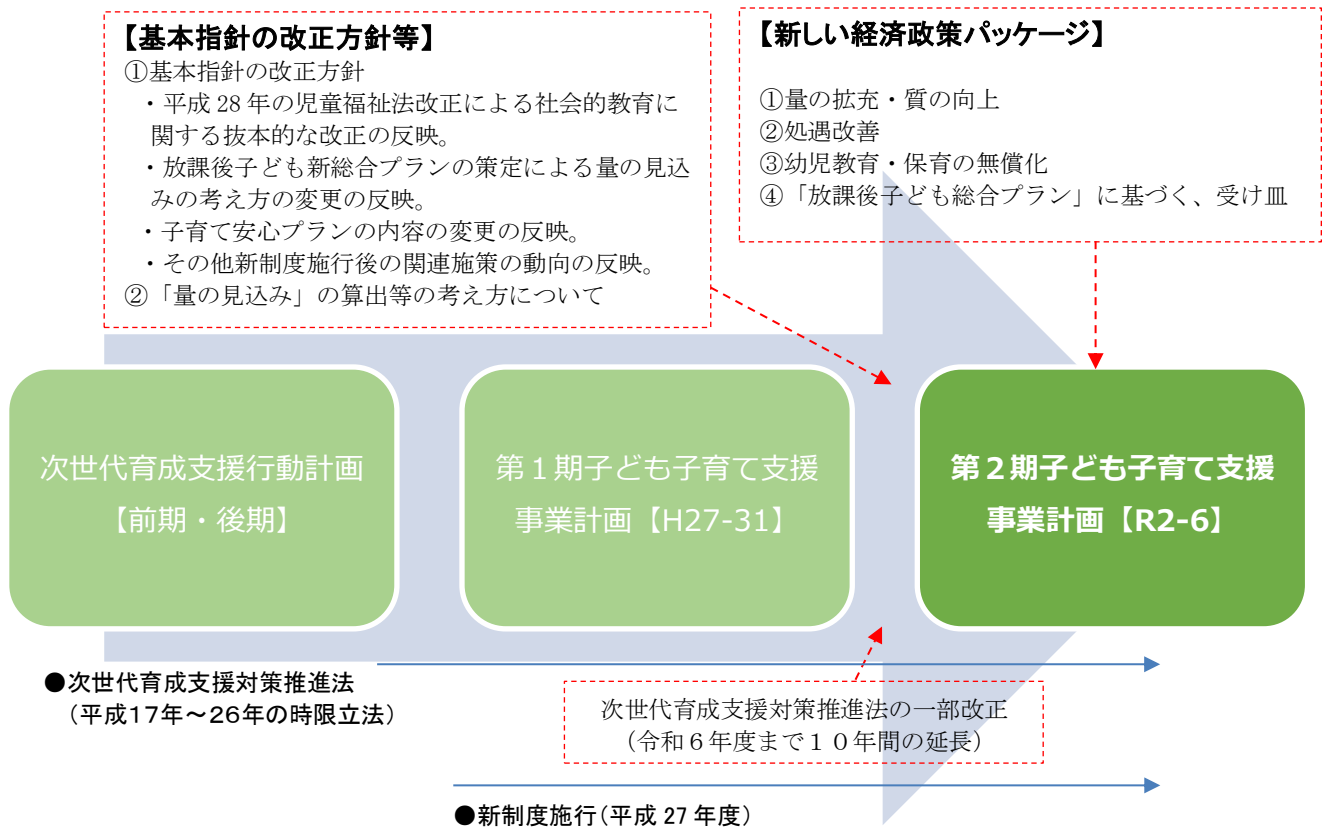 【基本指針の改正方針等】
①基本指針の改正方針
・平成 28 年の児童福祉法改正による社会的教育に
関する抜本的な改正の反映。
・放課後子ども新総合プランの策定による量の見込
みの考え方の変更の反映。
・子育て安心プランの内容の変更の反映。
・その他新制度施行後の関連施策の動向の反映。
②「量の見込み」の算出等の考え方について
【新しい経済政策パッケージ】
①量の拡充・質の向上
②処遇改善
③幼児教育・保育の無償化
④「放課後子ども総合プラン」に基づく、受け皿
次世代育成支援行動計画
【前期・後期】
第１期子ども子育て支援
事業計画【H27-31】
第２期子ども子育て支援
事業計画【R2-6】
●次世代育成支援対策推進法
（平成１７年～２６年の時限立法）
次世代育成支援対策推進法の一部改正
（令和６年度まで１０年間の延長）
●新制度施行（平成 27 年度）